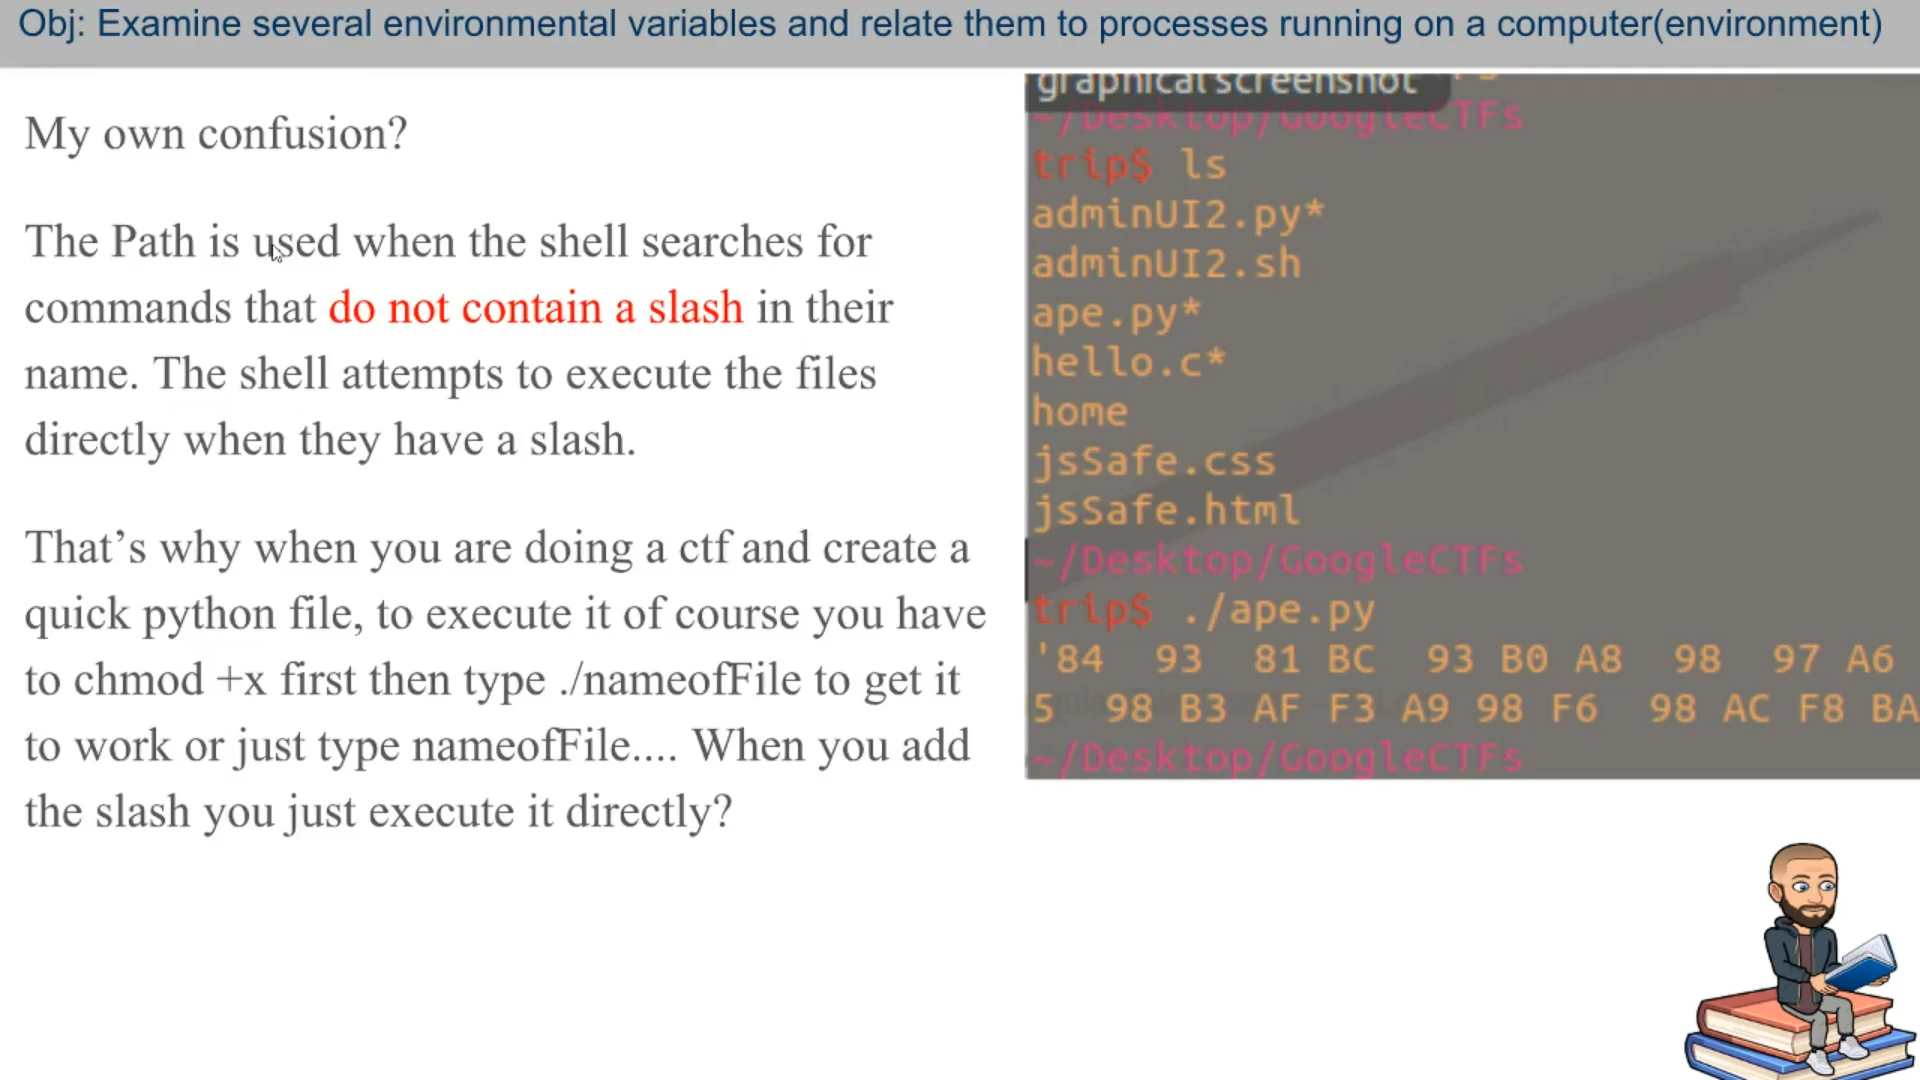 Obj: Examine several environmental variables and relate them to processes running on a computer(environment)
My own confusion?
The Path is used when the shell searches for
commands that do not contain a slash in their
name. The shell attempts to execute the files
directly when they have a slash.
That’s why when you are doing a ctf and create a
quick python file, to execute it of course you have
to chmod +x first then type ./nameofFile to get it
to work or just type nameofFile.... When you add
the slash you just execute it directly?
graphical screenshot
~/Desktop/GoogleCTFs
trip$ ls
adminUI2.py*
adminUI2.sh
ape.py*
hello.c*
home
jsSafe.css
jsSafe.html
~/Desktop/GoogleCTFs
trip$ ./ape.py
'84 93 81 BC 93 B0 A8 98 97 A6
5 98 B3 AF F3 A9 98 F6 98 AC F8 BA
~/Desktop/GoogleCTFs